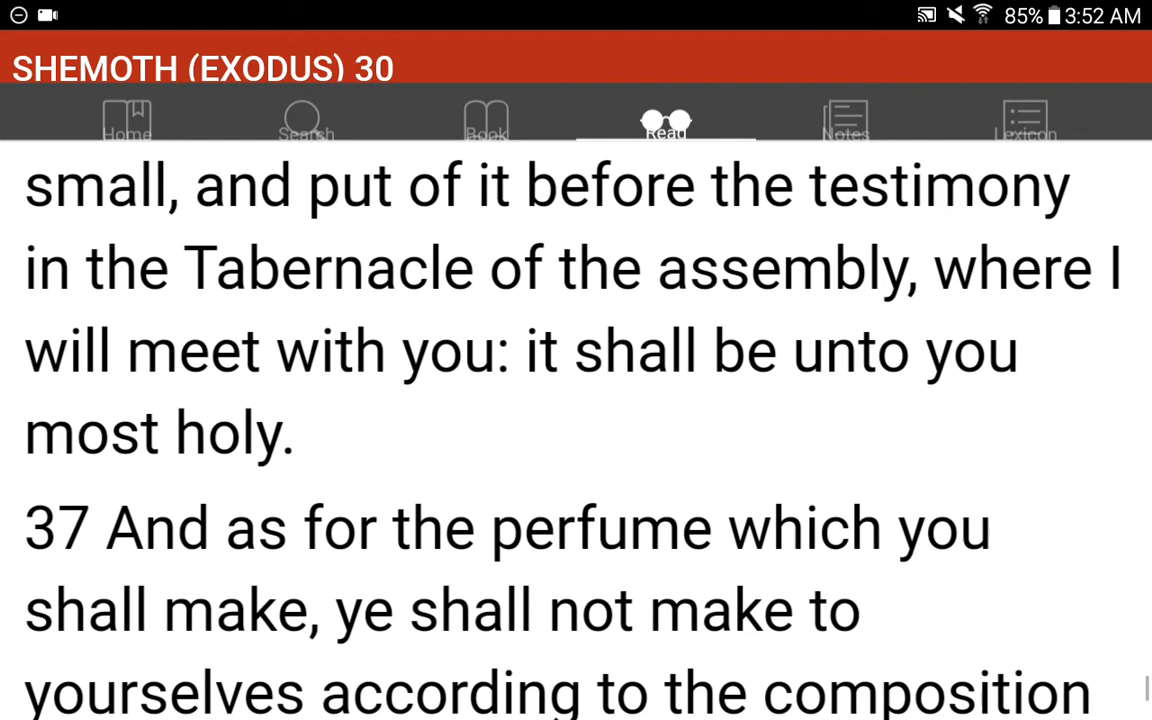 85% 3:52 AM
SHEMOTH (EXODUS) 30
Home Search Book Read Notes Lexicon
small, and put of it before the testimony
in the Tabernacle of the assembly, where I
will meet with you: it shall be unto you
most holy.
37 And as for the perfume which you
shall make, ye shall not make to
yourselves according to the composition